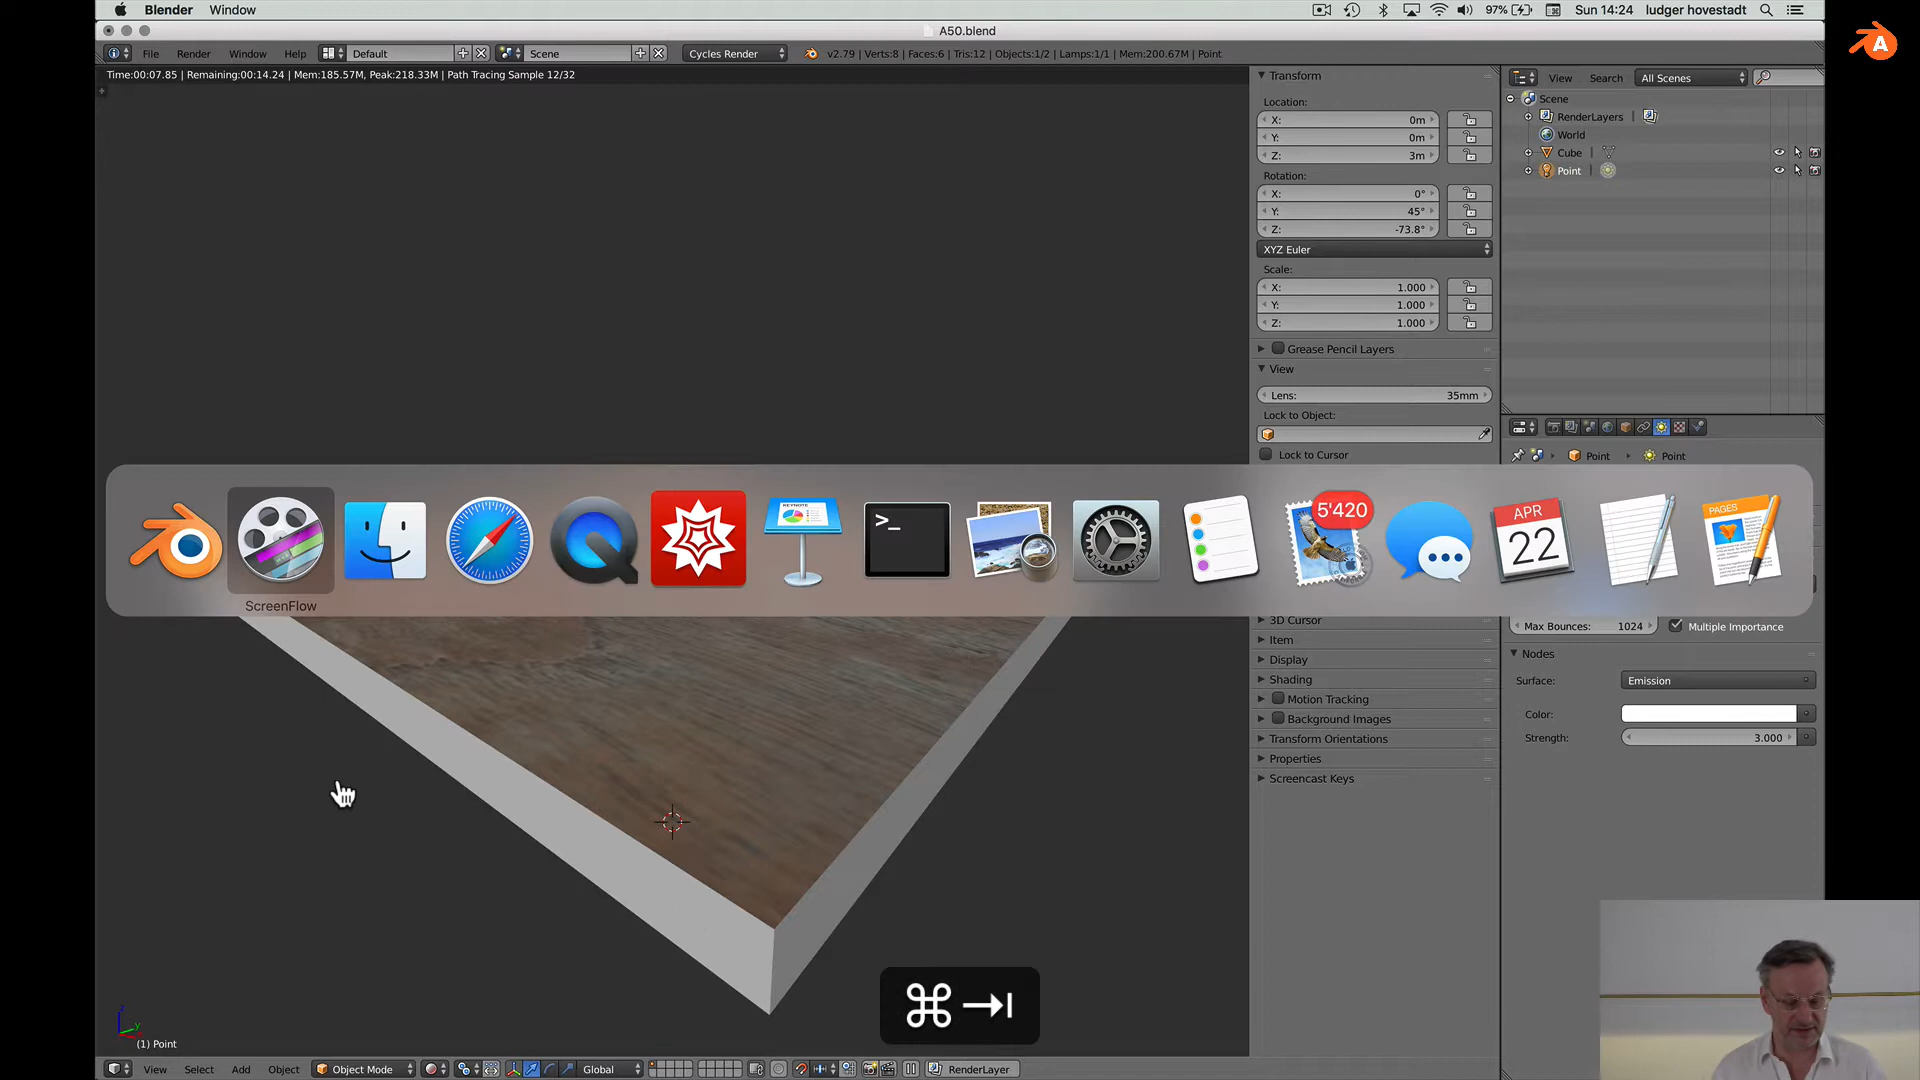 Blender Window 97% Sun 14:24 ludger hovestadt
A50.blend
File Render Window Help Default Scene Cycles Render v2.79 | Verts:8 | Faces:6 | Tris:12 | Objects:1/2 | Lamps:1/1 | Mem:200.67M | Point
Time:00:07.85 | Remaining:00:14.24 | Mem:185.57M, Peak:218.33M | Path Tracing Sample 12/32
Transform
Location:
X: 0m
Y: 0m
Z: 3m
Rotation:
X: 0°
Y: 45°
Z: -73.8°
XYZ Euler
Scale:
X: 1.000
Y: 1.000
Z: 1.000
Grease Pencil Layers
View
Lens: 35mm
Lock to Object:
Lock to Cursor
3D Cursor
Item
Display
Shading
Motion Tracking
Background Images
Transform Orientations
Properties
Screencast Keys
View Search All Scenes
Scene
RenderLayers
World
Cube
Point
Point Point
Max Bounces: 1024 Multiple Importance
Nodes
Surface: Emission
Color:
Strength: 3.000
KEYNOTE
>_
5'420
APR
22
PAGES
ScreenFlow
⌘ ⇥
(1) Point
View Select Add Object Object Mode Global RenderLayer
A